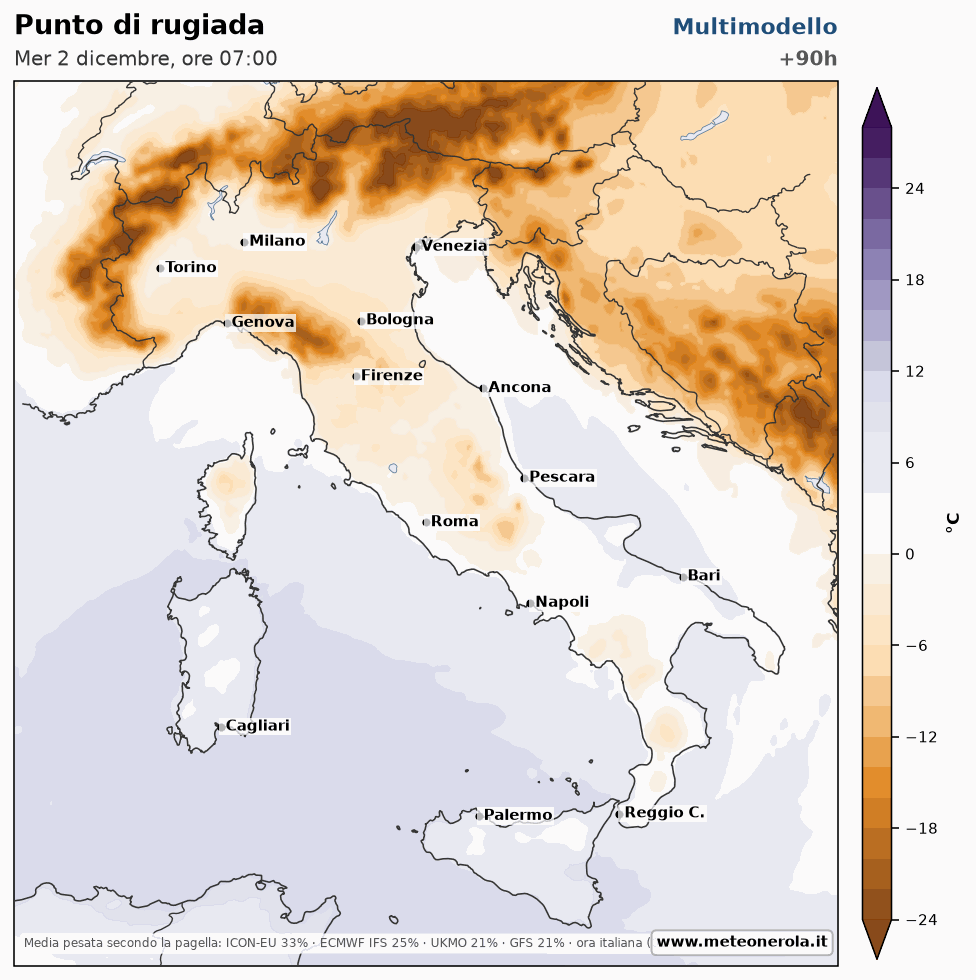 Punto di rugiada
Multimodello
Mer 2 dicembre, ore 07:00
+90h
24
18
12
6
0
−6
−12
−18
−24
°C
Milano
Venezia
Torino
Genova
Bologna
Firenze
Ancona
Pescara
Roma
Bari
Napoli
Cagliari
Palermo
Reggio C.
Media pesata secondo la pagella: ICON-EU 33% · ECMWF IFS 25% · UKMO 21% · GFS 21% · ora italiana (
www.meteonerola.it